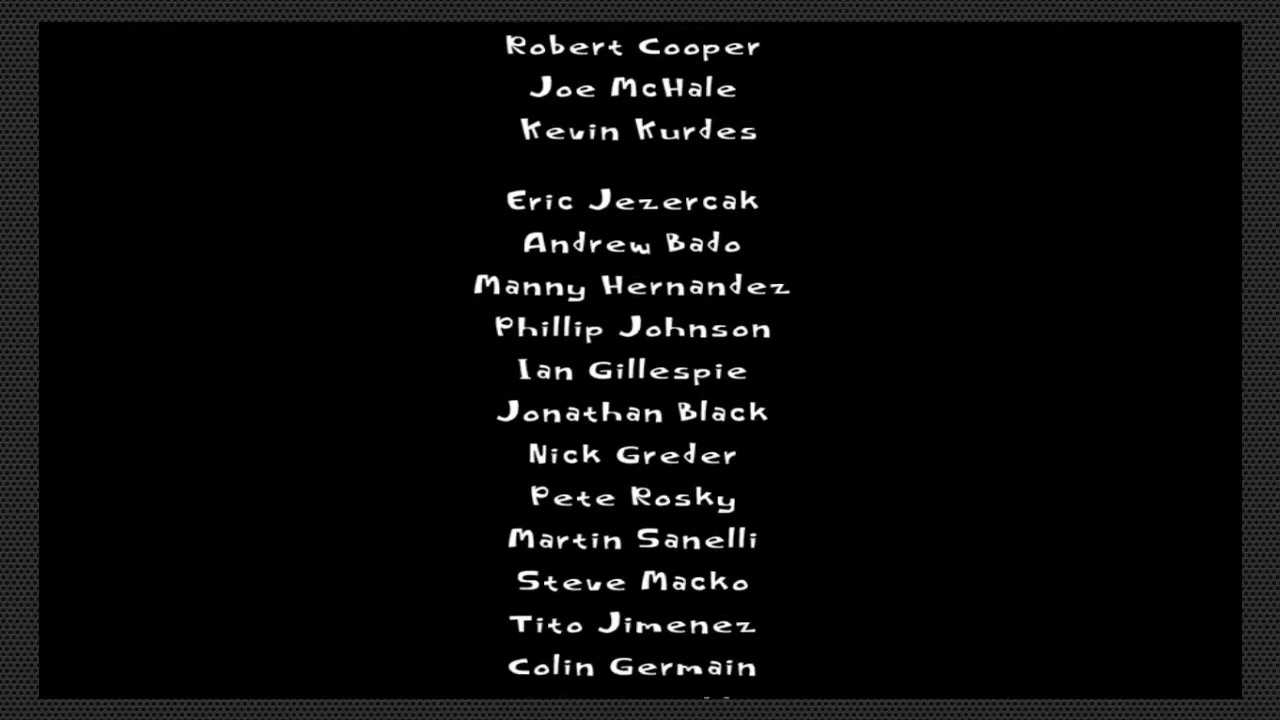 Robert Cooper
Joe McHale
Kevin Kurdes
Eric Jezercak
Andrew Bado
Manny Hernandez
Phillip Johnson
Ian Gillespie
Jonathan Black
Nick Greder
Pete Rosky
Martin Sanelli
Steve Macko
Tito Jimenez
Colin Germain